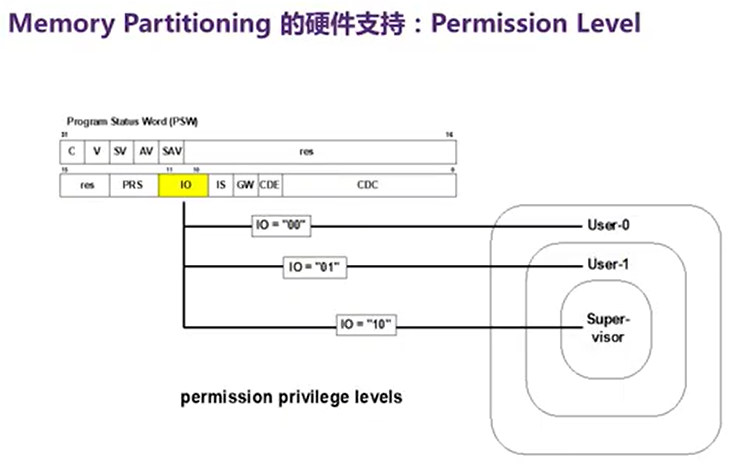 Memory Partitioning 的硬件支持：Permission Level
Program Status Word (PSW)
31 16
C V SV AV SAV res
15 11 10 0
res PRS IO IS GW CDE CDC
IO = "00" User-0
IO = "01" User-1
IO = "10" Super-
visor
permission privilege levels